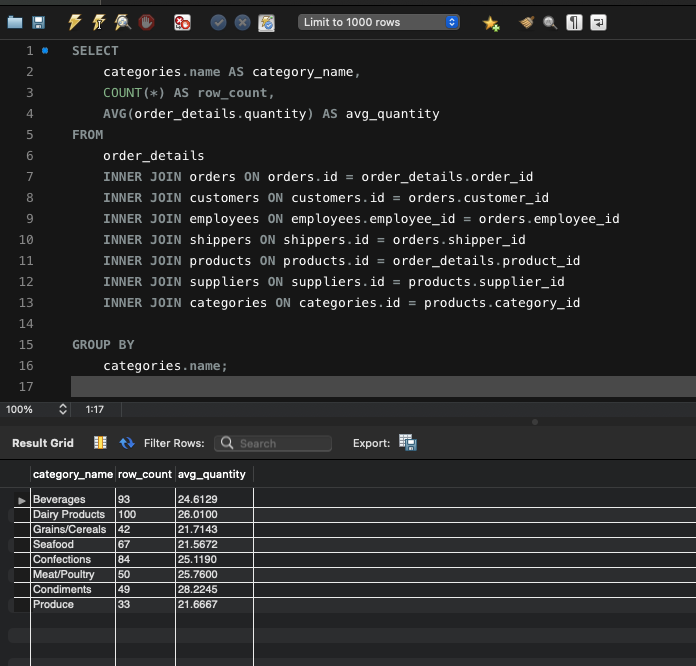 Limit to 1000 rows
1 SELECT
2 categories.name AS category_name,
3 COUNT(*) AS row_count,
4 AVG(order_details.quantity) AS avg_quantity
5 FROM
6 order_details
7 INNER JOIN orders ON orders.id = order_details.order_id
8 INNER JOIN customers ON customers.id = orders.customer_id
9 INNER JOIN employees ON employees.employee_id = orders.employee_id
10 INNER JOIN shippers ON shippers.id = orders.shipper_id
11 INNER JOIN products ON products.id = order_details.product_id
12 INNER JOIN suppliers ON suppliers.id = products.supplier_id
13 INNER JOIN categories ON categories.id = products.category_id
14
15 GROUP BY
16 categories.name;
17
100% 1:17
Result Grid Filter Rows: Search Export:
category_name row_count avg_quantity
Beverages 93 24.6129
Dairy Products 100 26.0100
Grains/Cereals 42 21.7143
Seafood 67 21.5672
Confections 84 25.1190
Meat/Poultry 50 25.7600
Condiments 49 28.2245
Produce 33 21.6667